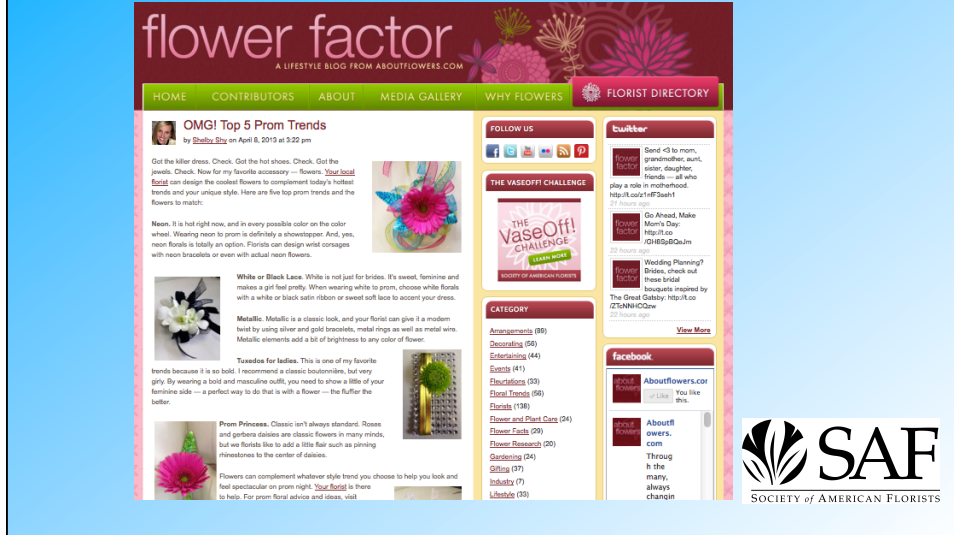 flower factor
A LIFESTYLE BLOG FROM ABOUTFLOWERS.COM
HOME CONTRIBUTORS ABOUT MEDIA GALLERY WHY FLOWERS FLORIST DIRECTORY
OMG! Top 5 Prom Trends
by Shelby Shy on April 8, 2013 at 3:22 pm
Got the killer dress. Check. Got the hot shoes. Check. Got the
jewels. Check. Now for my favorite accessory — flowers. Your local
florist can design the coolest flowers to complement today's hottest
trends and your unique style. Here are five top prom trends and the
flowers to match:
Neon. It is hot right now, and in every possible color on the color
wheel. Wearing neon to prom is definitely a showstopper. And, yes,
neon florals is totally an option. Florists can design wrist corsages
with neon bracelets or even with actual neon flowers.
White or Black Lace. White is not just for brides. It's sweet, feminine and
makes a girl feel pretty. When wearing white to prom, choose white florals
with a white or black satin ribbon or sweet soft lace to accent your dress.
Metallic. Metallic is a classic look, and your florist can give it a modern
twist by using silver and gold bracelets, metal rings as well as metal wire.
Metallic elements add a bit of brightness to any color of flower.
Tuxedos for ladies. This is one of my favorite
trends because it is so bold. I recommend a classic boutonnière, but very
girly. By wearing a bold and masculine outfit, you need to show a little of your
feminine side — a perfect way to do that is with a flower — the fluffier the
better.
Prom Princess. Classic isn't always standard. Roses
and gerbera daisies are classic flowers in many minds,
but we florists like to add a little flair such as pinning
rhinestones to the center of daisies.
Flowers can complement whatever style trend you choose to help you look and
feel spectacular on prom night. Your florist is there
to help. For prom floral advice and ideas, visit
FOLLOW US
THE VASEOFF! CHALLENGE
THE
VaseOff!
CHALLENGE
LEARN MORE
SOCIETY OF AMERICAN FLORISTS
CATEGORY
Arrangements (89)
Decorating (56)
Entertaining (44)
Events (41)
Fleurtations (33)
Floral Trends (58)
Florists (138)
Flower and Plant Care (24)
Flower Facts (29)
Flower Research (20)
Gardening (24)
Gifting (37)
Industry (7)
Lifestyle (33)
twitter
flower
factor
Send <3 to mom,
grandmother, aunt,
sister, daughter,
friends — all who
play a role in motherhood.
21 hours ago
flower
factor
Go Ahead, Make
Mom's Day:
http://t.co
/GH6SpBQeJm
22 hours ago
flower
factor
Wedding Planning?
Brides, check out
these bridal
bouquets inspired by
The Great Gatsby: http://t.co
/ZTcNNHCQzw
22 hours ago
View More
facebook
about
flowers
Aboutflowers.cor
Like
You like
this.
about
flowers
Aboutfl
owers.
com
Throug
h the
many,
always
changin
SAF
SOCIETY of AMERICAN FLORISTS